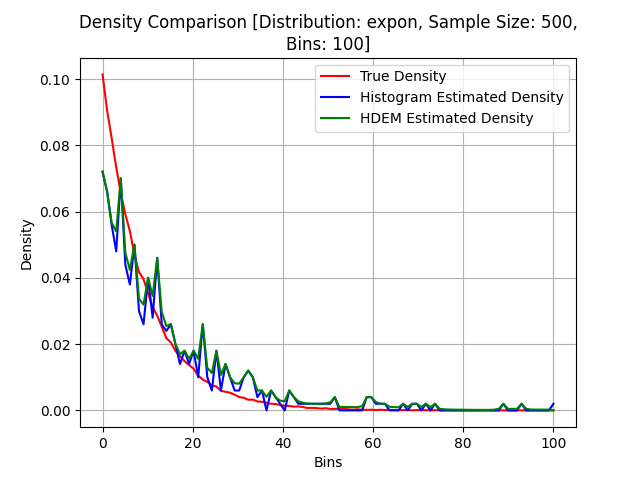 Density Comparison [Distribution: expon, Sample Size: 500,
Bins: 100]
True Density
Histogram Estimated Density
HDEM Estimated Density
Density
0.10
0.08
0.06
0.04
0.02
0.00
0 20 40 60 80 100
Bins